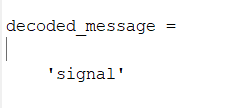 decoded_message =
'signal'